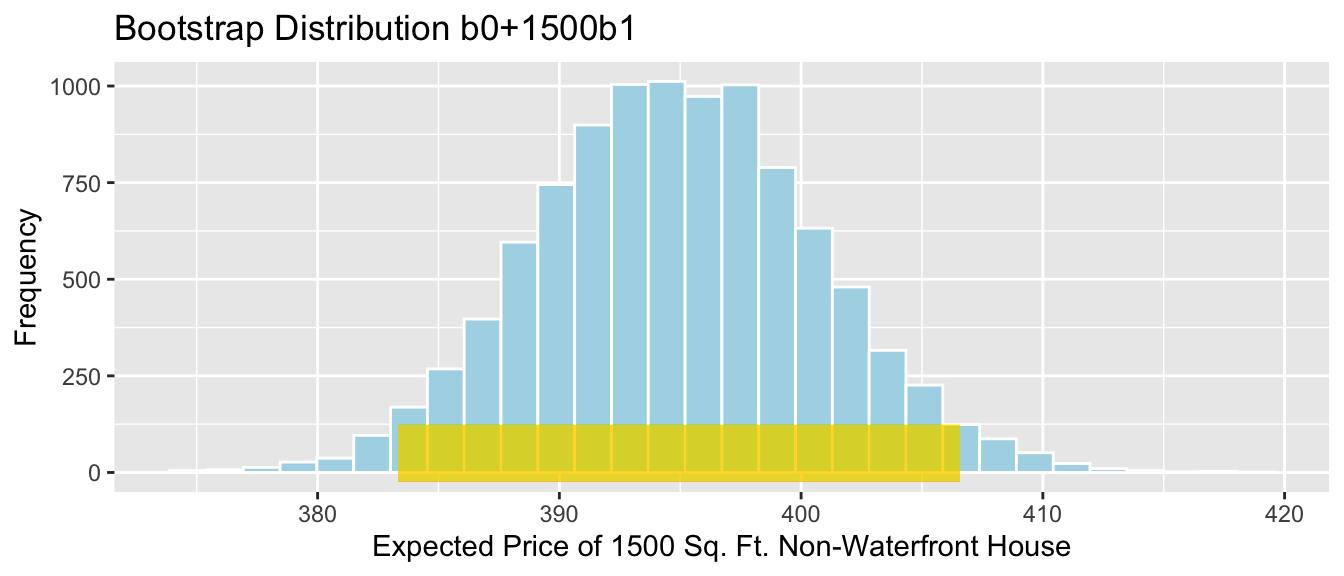 Bootstrap Distribution b0+1500b1
Frequency
1000
750
500
250
0
380 390 400 410 420
Expected Price of 1500 Sq. Ft. Non-Waterfront House